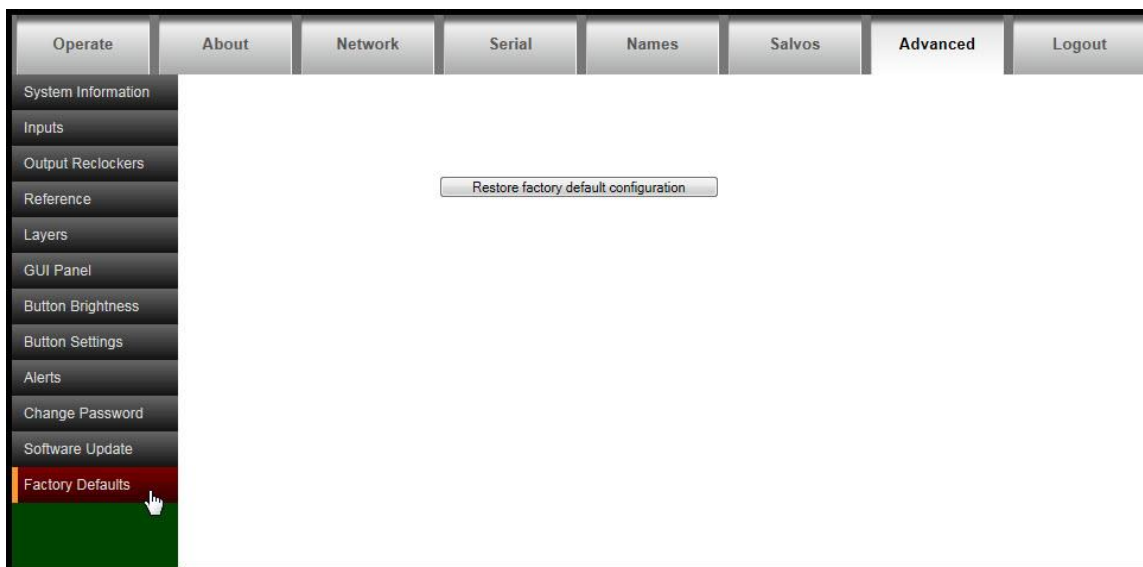 Operate About Network Serial Names Salvos Advanced Logout
System Information
Inputs
Output Reclockers
Restore factory default configuration
Reference
Layers
GUI Panel
Button Brightness
Button Settings
Alerts
Change Password
Software Update
Factory Defaults